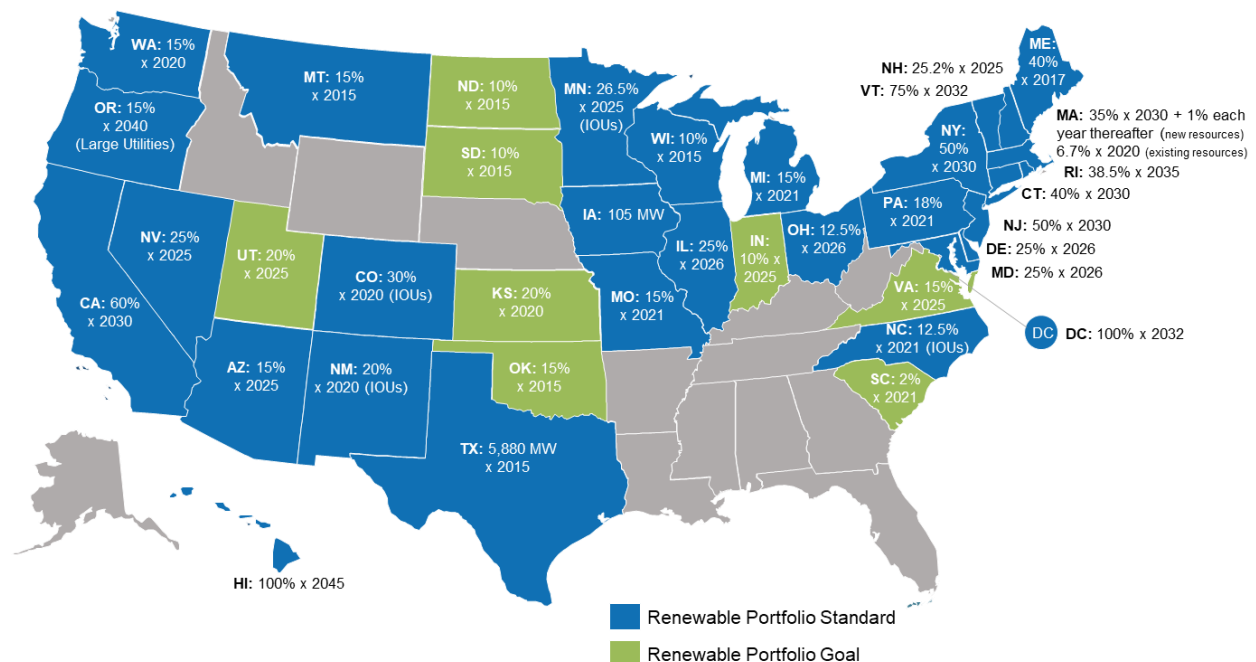 WA: 15%
x 2020
OR: 15%
x 2040
(Large Utilities)
CA: 60%
x 2030
NV: 25%
x 2025
MT: 15%
x 2015
UT: 20%
x 2025
AZ: 15%
x 2025
CO: 30%
x 2020 (IOUs)
NM: 20%
x 2020 (IOUs)
ND: 10%
x 2015
SD: 10%
x 2015
KS: 20%
x 2020
OK: 15%
x 2015
TX: 5,880 MW
x 2015
MN: 26.5%
x 2025
(IOUs)
IA: 105 MW
MO: 15%
x 2021
WI: 10%
x 2015
IL: 25%
x 2026
MI: 15%
x 2021
IN:
10% x
2025
OH: 12.5%
x 2026
PA: 18%
x 2021
NY:
50%
x 2030
VA: 15%
x 2025
NC: 12.5%
x 2021 (IOUs)
SC: 2%
x 2021
ME:
40%
x 2017
NH: 25.2% x 2025
VT: 75% x 2032
MA: 35% x 2030 + 1% each
year thereafter (new resources)
6.7% x 2020 (existing resources)
RI: 38.5% x 2035
CT: 40% x 2030
NJ: 50% x 2030
DE: 25% x 2026
MD: 25% x 2026
DC
DC: 100% x 2032
HI: 100% x 2045
Renewable Portfolio Standard
Renewable Portfolio Goal